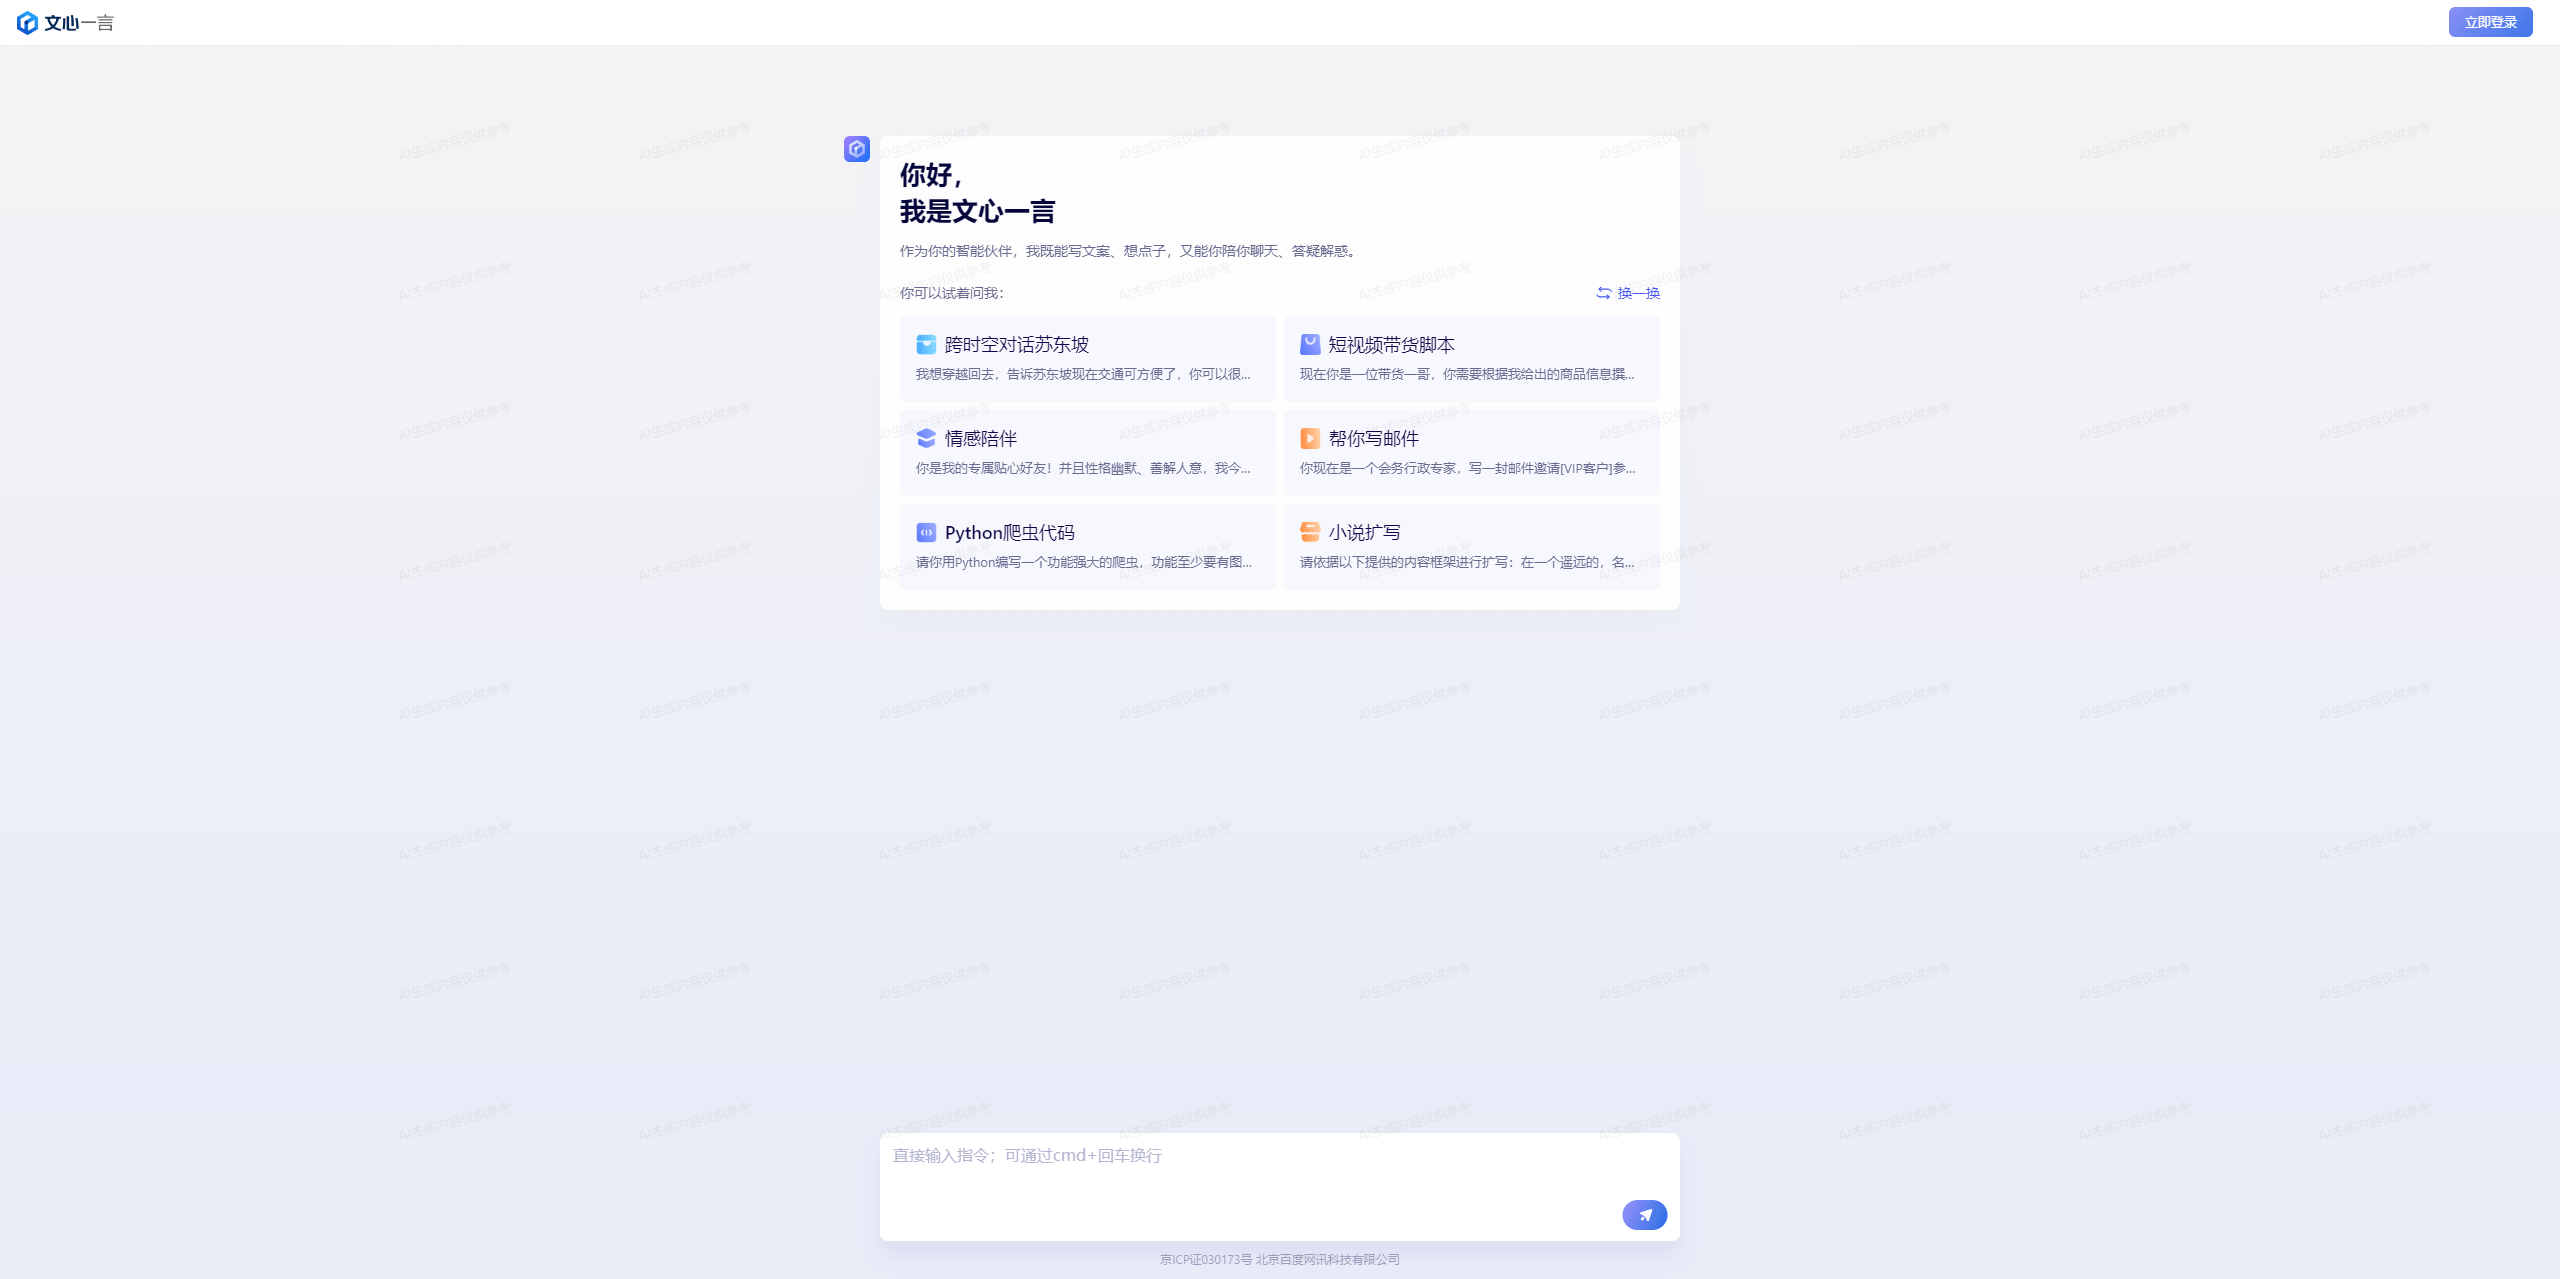 文心一言
立即登录
你好，
我是文心一言
作为你的智能伙伴，我既能写文案、想点子，又能你陪你聊天、答疑解惑。
你可以试着问我：
换一换
跨时空对话苏东坡
我想穿越回去，告诉苏东坡现在交通可方便了，你可以很...
短视频带货脚本
现在你是一位带货一哥，你需要根据我给出的商品信息撰...
情感陪伴
你是我的专属贴心好友！并且性格幽默、善解人意，我今...
帮你写邮件
你现在是一个会务行政专家，写一封邮件邀请[VIP客户]参...
Python爬虫代码
请你用Python编写一个功能强大的爬虫，功能至少要有图...
小说扩写
请依据以下提供的内容框架进行扩写：在一个遥远的，名...
AI生成内容仅供参考
直接输入指令；可通过cmd+回车换行
京ICP证030173号 北京百度网讯科技有限公司